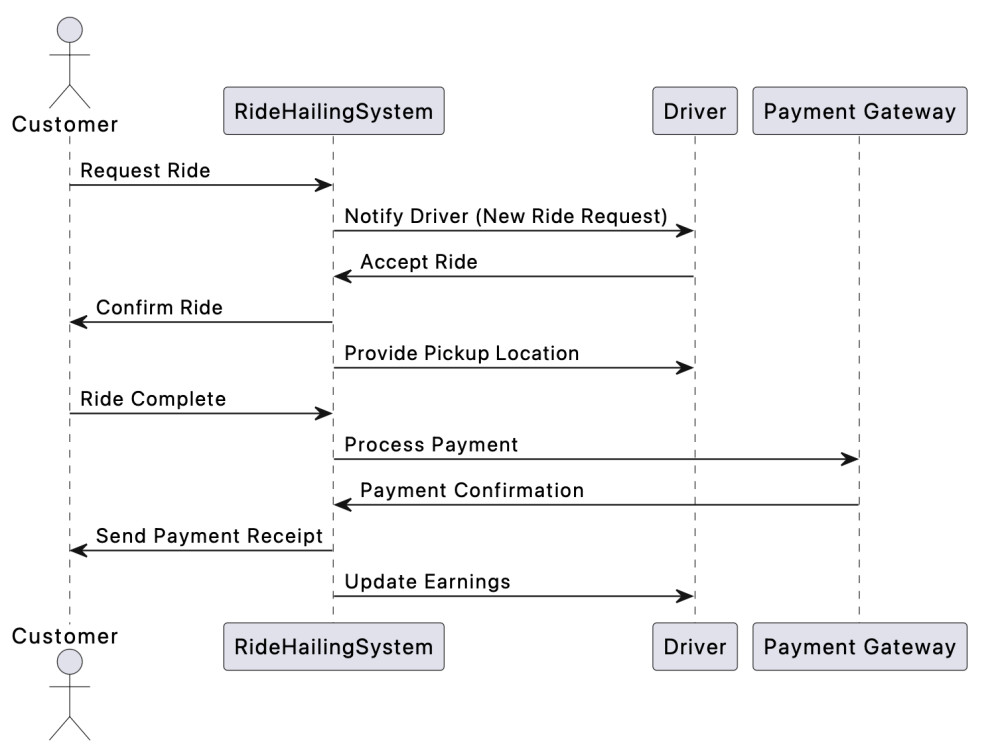 Customer
RideHailingSystem
Driver
Payment Gateway
Request Ride
Notify Driver (New Ride Request)
Accept Ride
Confirm Ride
Provide Pickup Location
Ride Complete
Process Payment
Payment Confirmation
Send Payment Receipt
Update Earnings
Customer
RideHailingSystem
Driver
Payment Gateway